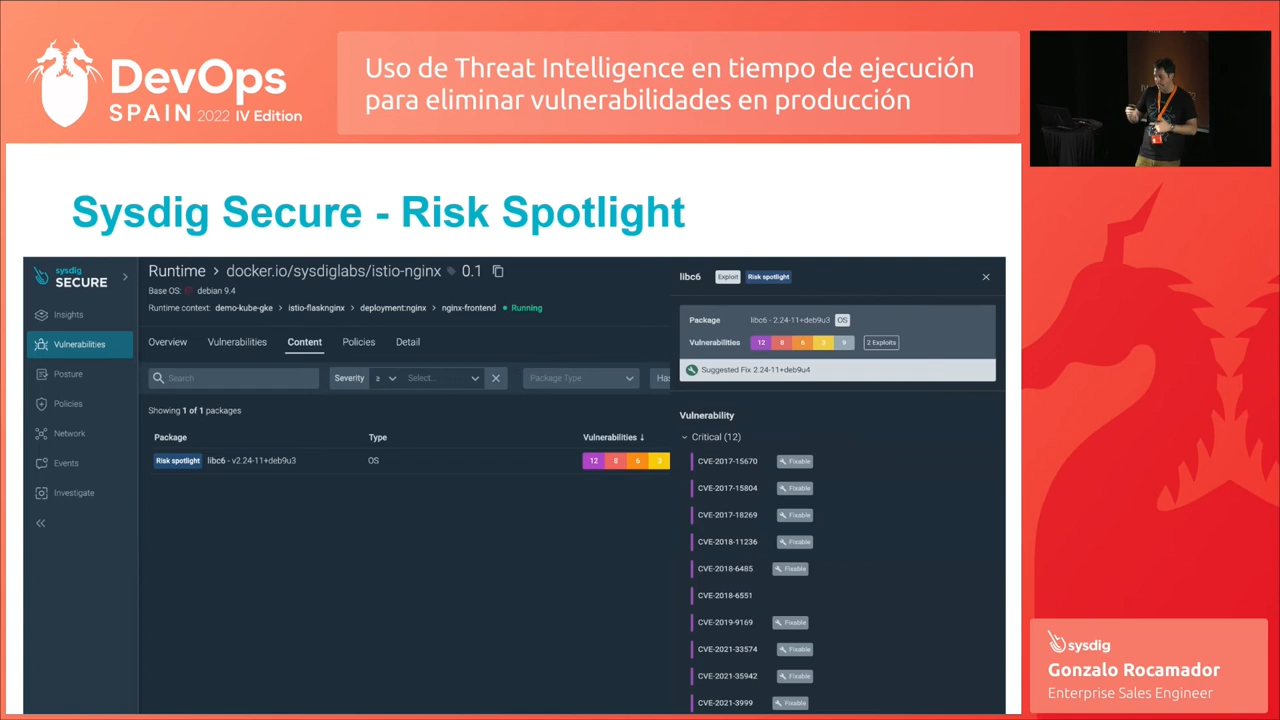 DevOps
SPAIN 2022 IV Edition
Uso de Threat Intelligence en tiempo de ejecución
para eliminar vulnerabilidades en producción
Sysdig Secure - Risk Spotlight
sysdig
SECURE
Insights
Vulnerabilities
Posture
Policies
Network
Events
Investigate
Runtime > docker.io/sysdiglabs/istio-nginx 0.1
Base OS: debian 9.4
Runtime context: demo-kube-gke > istio-flasknginx > deployment:nginx > nginx-frontend Running
Overview Vulnerabilities Content Policies Detail
Search Severity ≥ Select... Package Type Has
Showing 1 of 1 packages
Package Type Vulnerabilities ↓
Risk spotlight libc6 - v2.24-11+deb9u3 OS 12 8 6 3
libc6 Exploit Risk spotlight
Package libc6 - 2.24-11+deb9u3 OS
Vulnerabilities 12 8 6 3 9 2 Exploits
Suggested Fix 2.24-11+deb9u4
Vulnerability
Critical (12)
CVE-2017-15670 Fixable
CVE-2017-15804 Fixable
CVE-2017-18269 Fixable
CVE-2018-11236 Fixable
CVE-2018-6485 Fixable
CVE-2018-6551
CVE-2019-9169 Fixable
CVE-2021-33574 Fixable
CVE-2021-35942 Fixable
CVE-2021-3999 Fixable
sysdig
Gonzalo Rocamador
Enterprise Sales Engineer